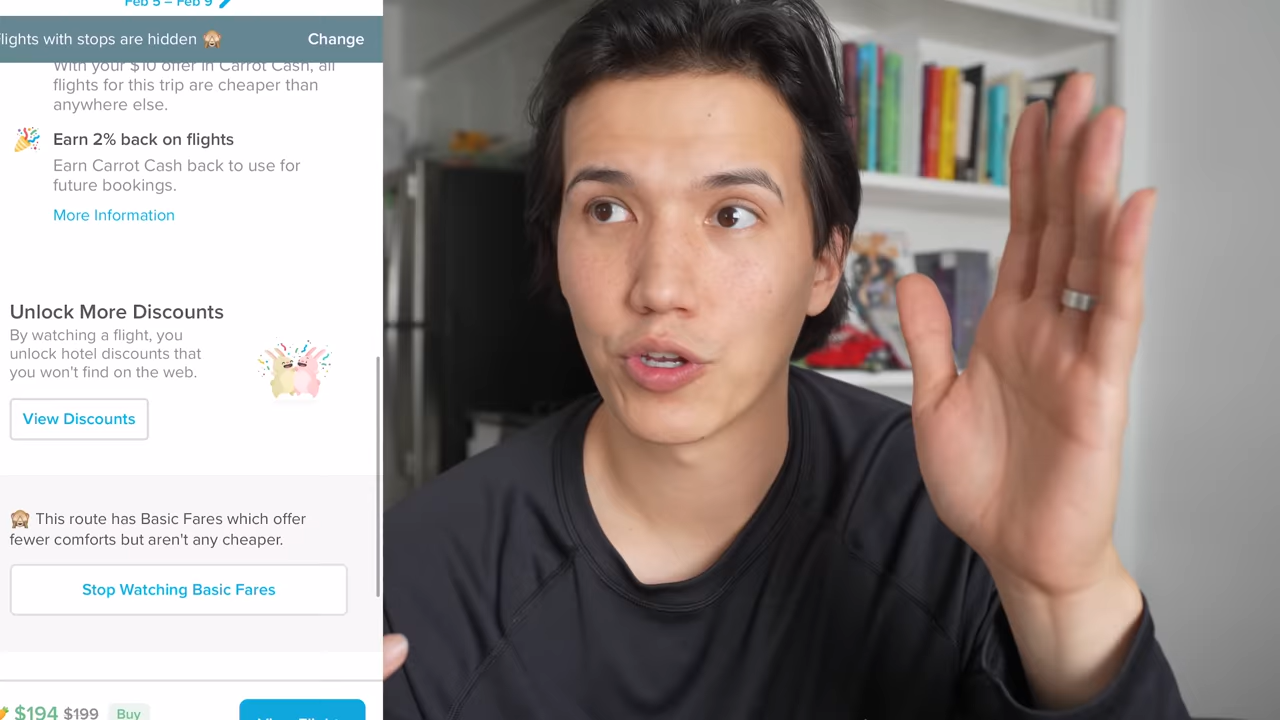 Feb 5 – Feb 9
lights with stops are hidden 🙈 Change
With your $10 offer in Carrot Cash, all
flights for this trip are cheaper than
anywhere else.
Earn 2% back on flights
Earn Carrot Cash back to use for
future bookings.
More Information
Unlock More Discounts
By watching a flight, you
unlock hotel discounts that
you won't find on the web.
View Discounts
🙈 This route has Basic Fares which offer
fewer comforts but aren't any cheaper.
Stop Watching Basic Fares
$194 $199 Buy